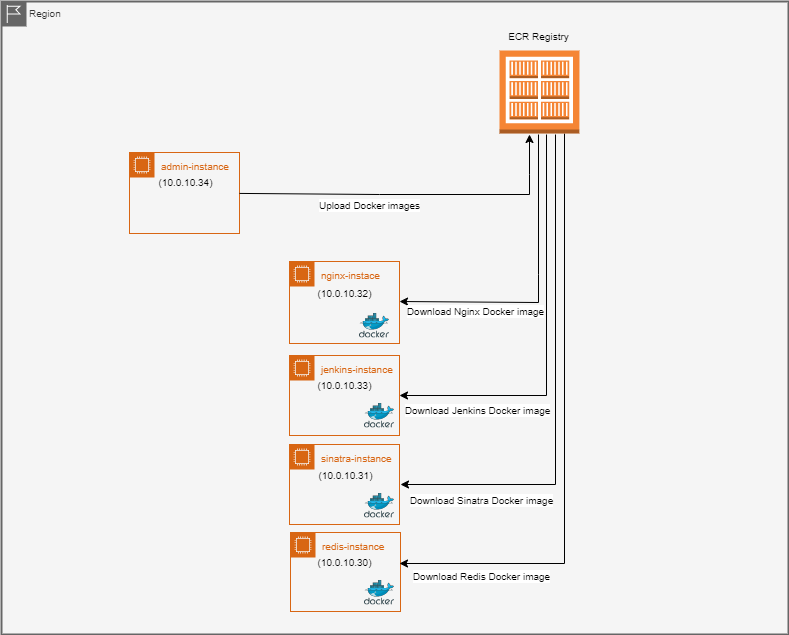 Region
ECR Registry
admin-instance
(10.0.10.34)
Upload Docker images
nginx-instace
(10.0.10.32)
docker
Download Nginx Docker image
jenkins-instance
(10.0.10.33)
docker
Download Jenkins Docker image
sinatra-instance
(10.0.10.31)
docker
Download Sinatra Docker image
redis-instance
(10.0.10.30)
docker
Download Redis Docker image